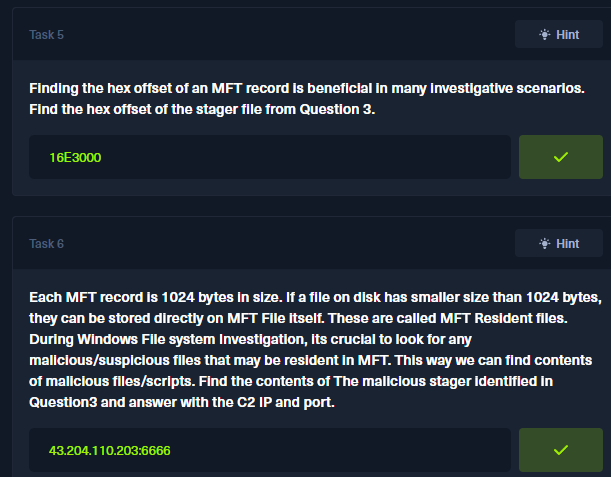 Task 5
Hint
Finding the hex offset of an MFT record is beneficial in many investigative scenarios.
Find the hex offset of the stager file from Question 3.
16E3000
Task 6
Hint
Each MFT record is 1024 bytes in size. If a file on disk has smaller size than 1024 bytes,
they can be stored directly on MFT File itself. These are called MFT Resident files.
During Windows File system Investigation, its crucial to look for any
malicious/suspicious files that may be resident in MFT. This way we can find contents
of malicious files/scripts. Find the contents of The malicious stager identified in
Question3 and answer with the C2 IP and port.
43.204.110.203:6666